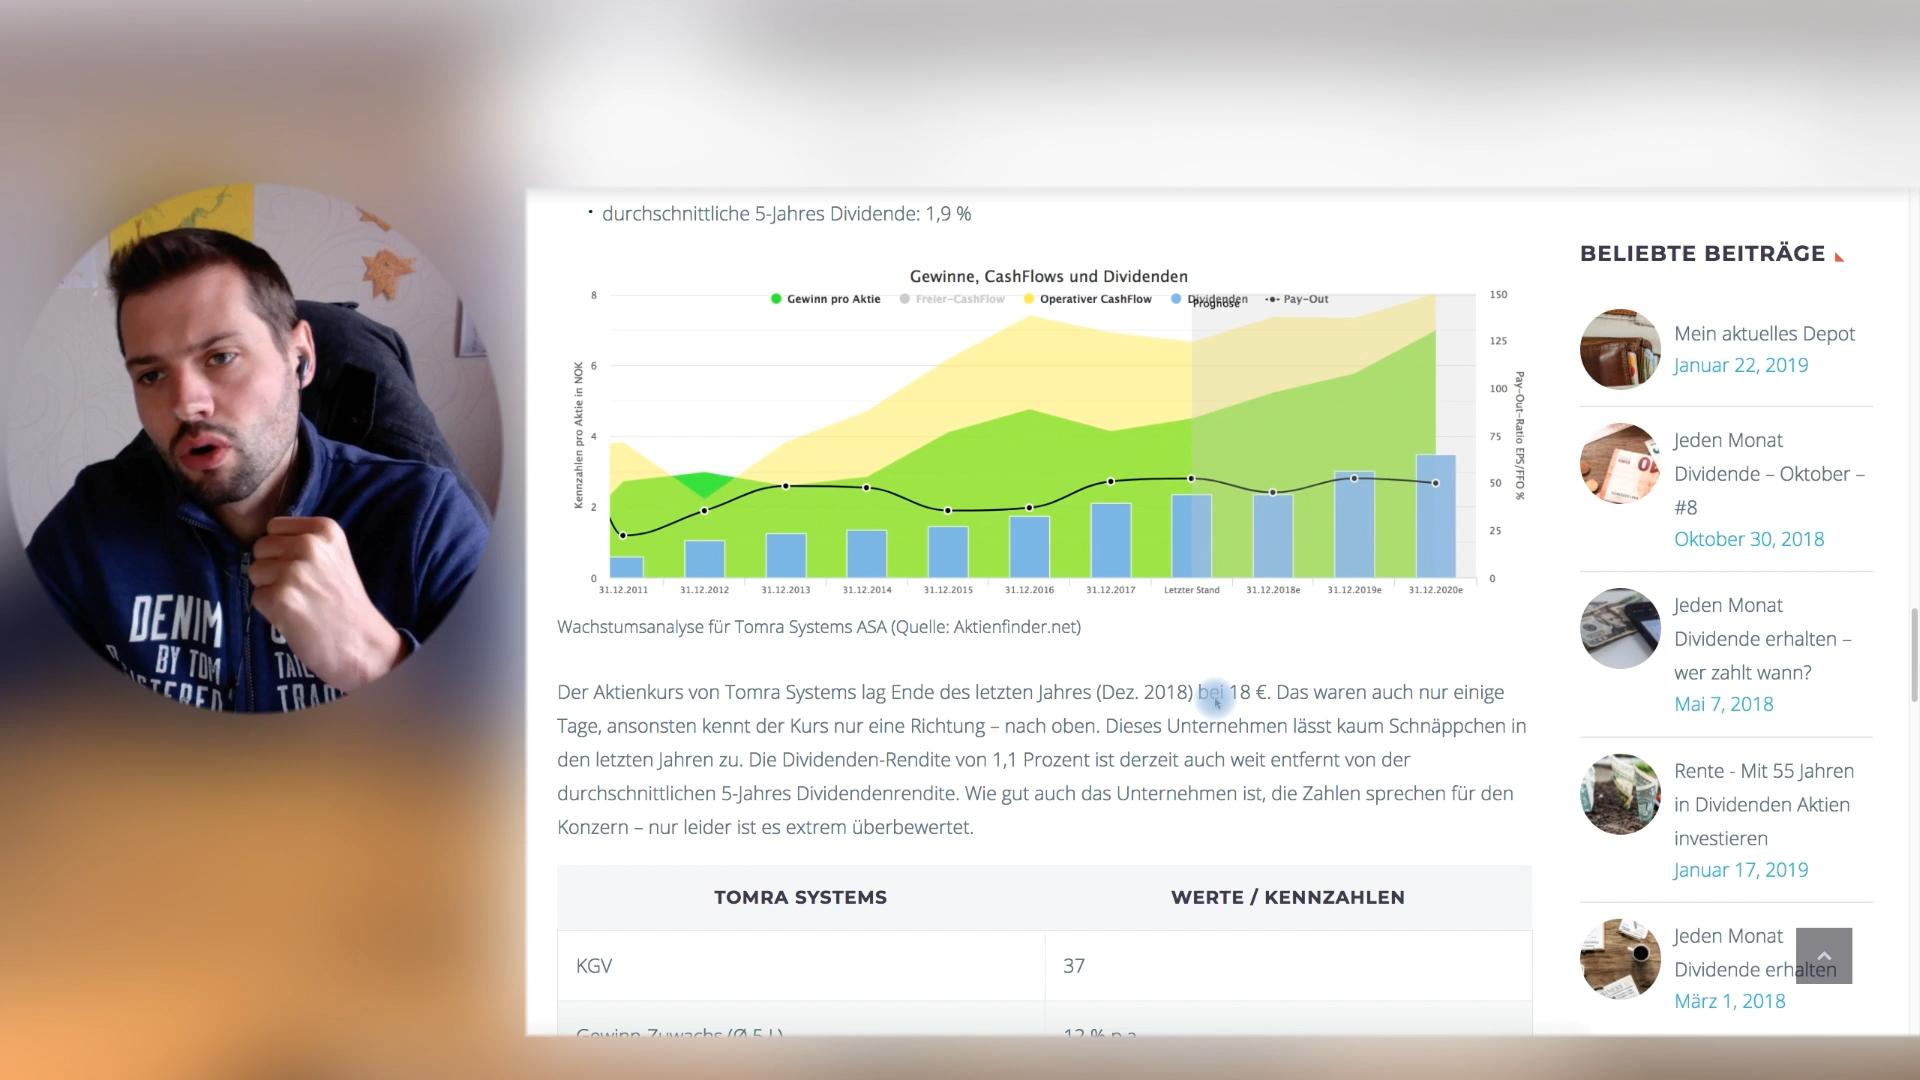 durchschnittliche 5-Jahres Dividende: 1,9 %
Gewinne, CashFlows und Dividenden
Gewinn pro Aktie Freier-CashFlow Operativer CashFlow Dividenden Pay-Out
Prognose
Kennzahlen pro Aktie in NOK
8
6
4
2
0
150
125
100
75
50
25
0
Pay-Out-Ratio EPS/FFO %
31.12.2011 31.12.2012 31.12.2013 31.12.2014 31.12.2015 31.12.2016 31.12.2017 Letzter Stand 31.12.2018e 31.12.2019e 31.12.2020e
Wachstumsanalyse für Tomra Systems ASA (Quelle: Aktienfinder.net)
Der Aktienkurs von Tomra Systems lag Ende des letzten Jahres (Dez. 2018) bei 18 €. Das waren auch nur einige
Tage, ansonsten kennt der Kurs nur eine Richtung – nach oben. Dieses Unternehmen lässt kaum Schnäppchen in
den letzten Jahren zu. Die Dividenden-Rendite von 1,1 Prozent ist derzeit auch weit entfernt von der
durchschnittlichen 5-Jahres Dividendenrendite. Wie gut auch das Unternehmen ist, die Zahlen sprechen für den
Konzern – nur leider ist es extrem überbewertet.
TOMRA SYSTEMS WERTE / KENNZAHLEN
KGV 37
Gewinn-Zuwachs (Ø 5 J.) 12 % p.a.
BELIEBTE BEITRÄGE
Mein aktuelles Depot
Januar 22, 2019
Jeden Monat
Dividende – Oktober –
#8
Oktober 30, 2018
Jeden Monat
Dividende erhalten –
wer zahlt wann?
Mai 7, 2018
Rente - Mit 55 Jahren
in Dividenden Aktien
investieren
Januar 17, 2019
Jeden Monat
Dividende erhalten
März 1, 2018
DENIM
BY TOM